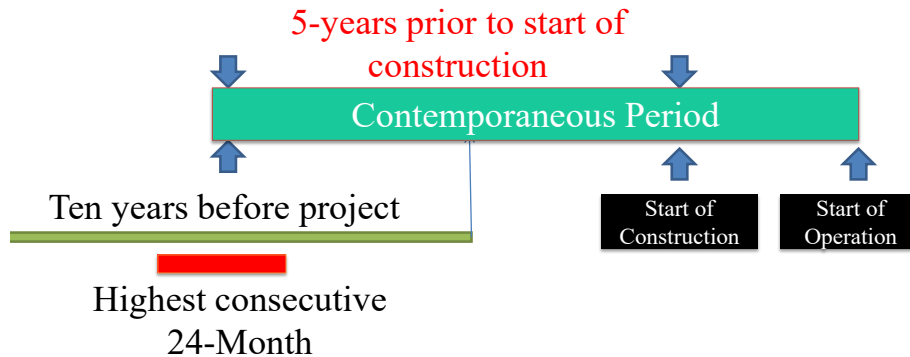 5-years prior to start of
construction
Contemporaneous Period
Ten years before project
Start of
Construction
Start of
Operation
Highest consecutive
24-Month